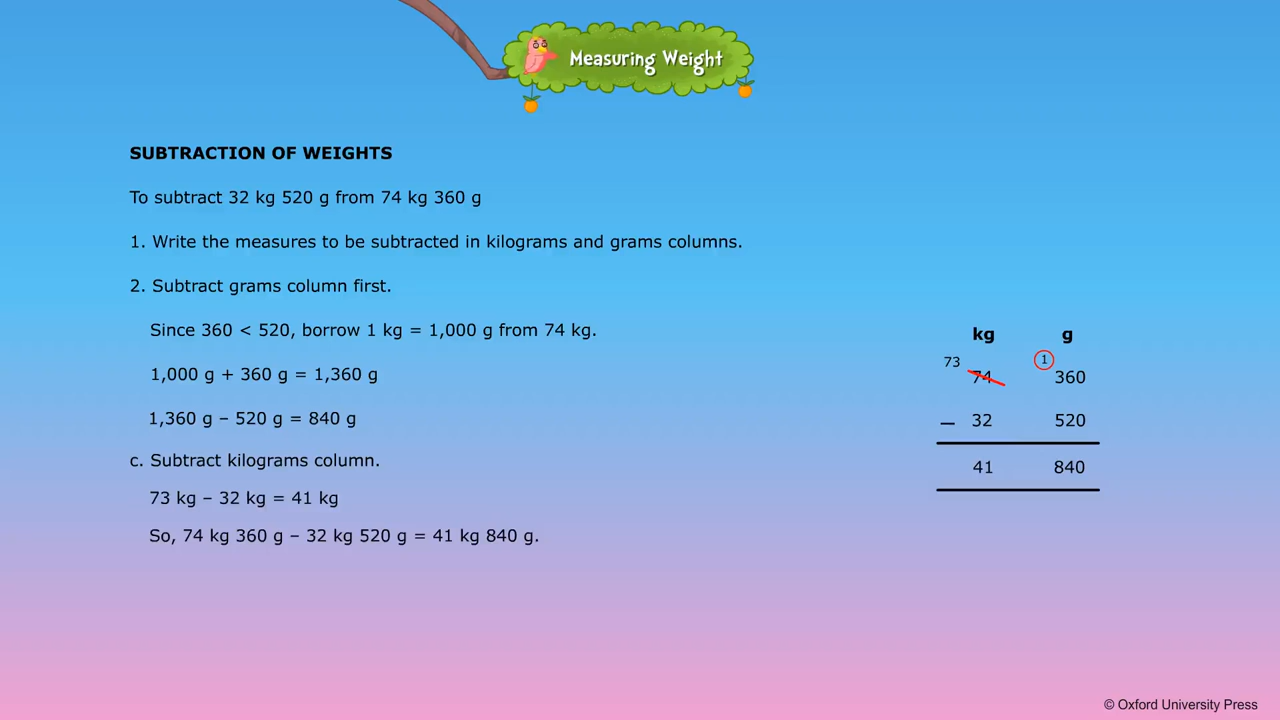 Measuring Weight
SUBTRACTION OF WEIGHTS
To subtract 32 kg 520 g from 74 kg 360 g
1. Write the measures to be subtracted in kilograms and grams columns.
2. Subtract grams column first.
Since 360 < 520, borrow 1 kg = 1,000 g from 74 kg.
1,000 g + 360 g = 1,360 g
1,360 g – 520 g = 840 g
c. Subtract kilograms column.
73 kg – 32 kg = 41 kg
So, 74 kg 360 g – 32 kg 520 g = 41 kg 840 g.
kg g
73 1
74 360
– 32 520
41 840
© Oxford University Press